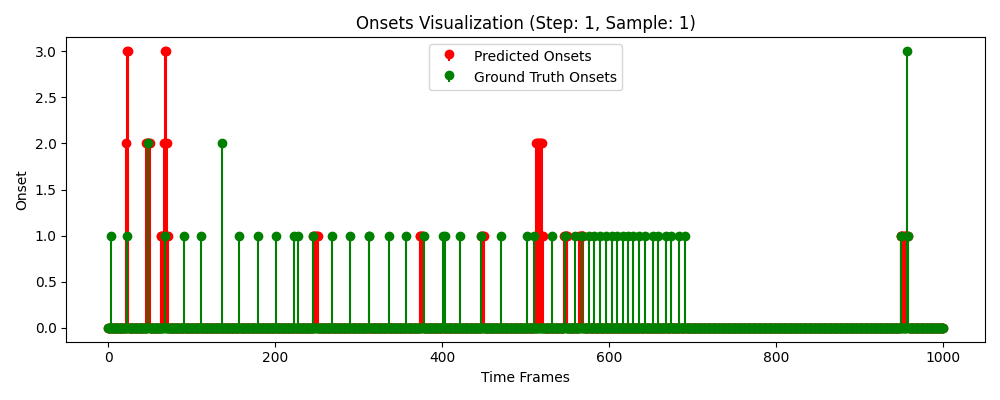 Onsets Visualization (Step: 1, Sample: 1)
Predicted Onsets
Ground Truth Onsets
Onset
3.0
2.5
2.0
1.5
1.0
0.5
0.0
0 200 400 600 800 1000
Time Frames